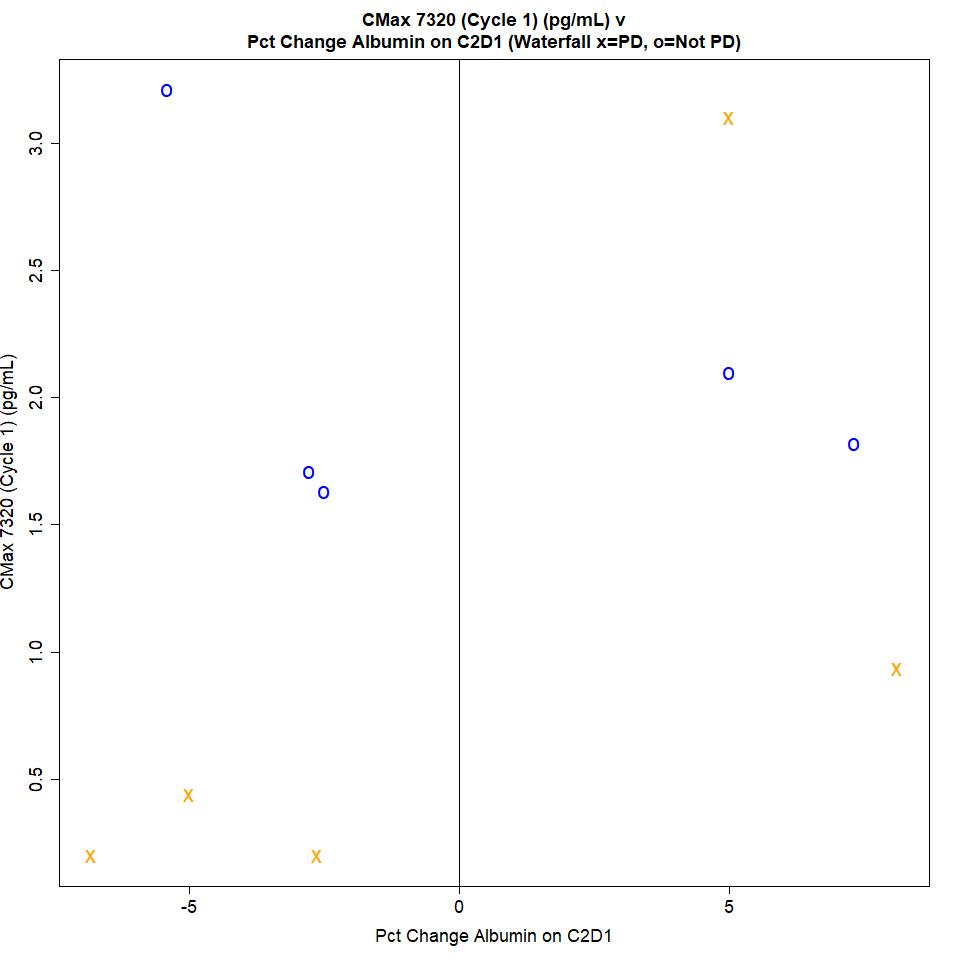 CMax 7320 (Cycle 1) (pg/mL) v
Pct Change Albumin on C2D1 (Waterfall x=PD, o=Not PD)
CMax 7320 (Cycle 1) (pg/mL)
3.0
2.5
2.0
1.5
1.0
0.5
O
X
O
O
O
O
X
X
X
X
-5
0
5
Pct Change Albumin on C2D1